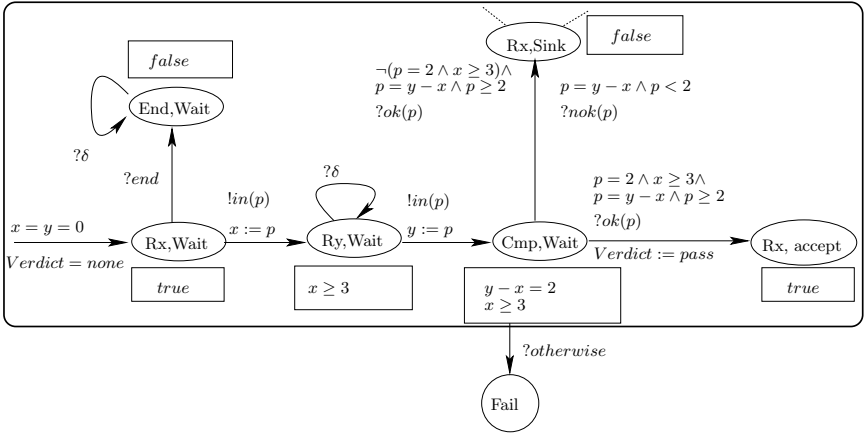 Rx,Sink
false
false
¬(p = 2 ∧ x ≥ 3)∧
p = y − x ∧ p ≥ 2
?ok(p)
p = y − x ∧ p < 2
?nok(p)
End,Wait
?δ
?end
?δ
!in(p)
x := p
!in(p)
y := p
p = 2 ∧ x ≥ 3∧
p = y − x ∧ p ≥ 2
?ok(p)
x = y = 0
Verdict = none
Rx,Wait
Ry,Wait
Cmp,Wait
Verdict := pass
Rx, accept
true
x ≥ 3
y − x = 2
x ≥ 3
true
?otherwise
Fail